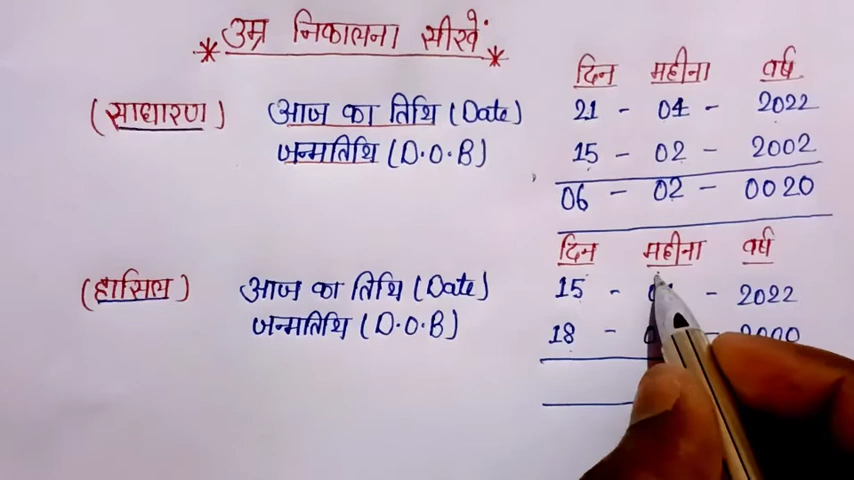 उम्र निकालना सीखें
दिन महीना वर्ष
(साधारण) आज का तिथि (Date) 21 - 04 - 2022
जन्मतिथि (D.O.B) 15 - 02 - 2002
06 - 02 - 0020
दिन महीना वर्ष
(हासिल) आज का तिथि (Date) 15 - - 2022
जन्मतिथि (D.O.B) 18 - - 2000